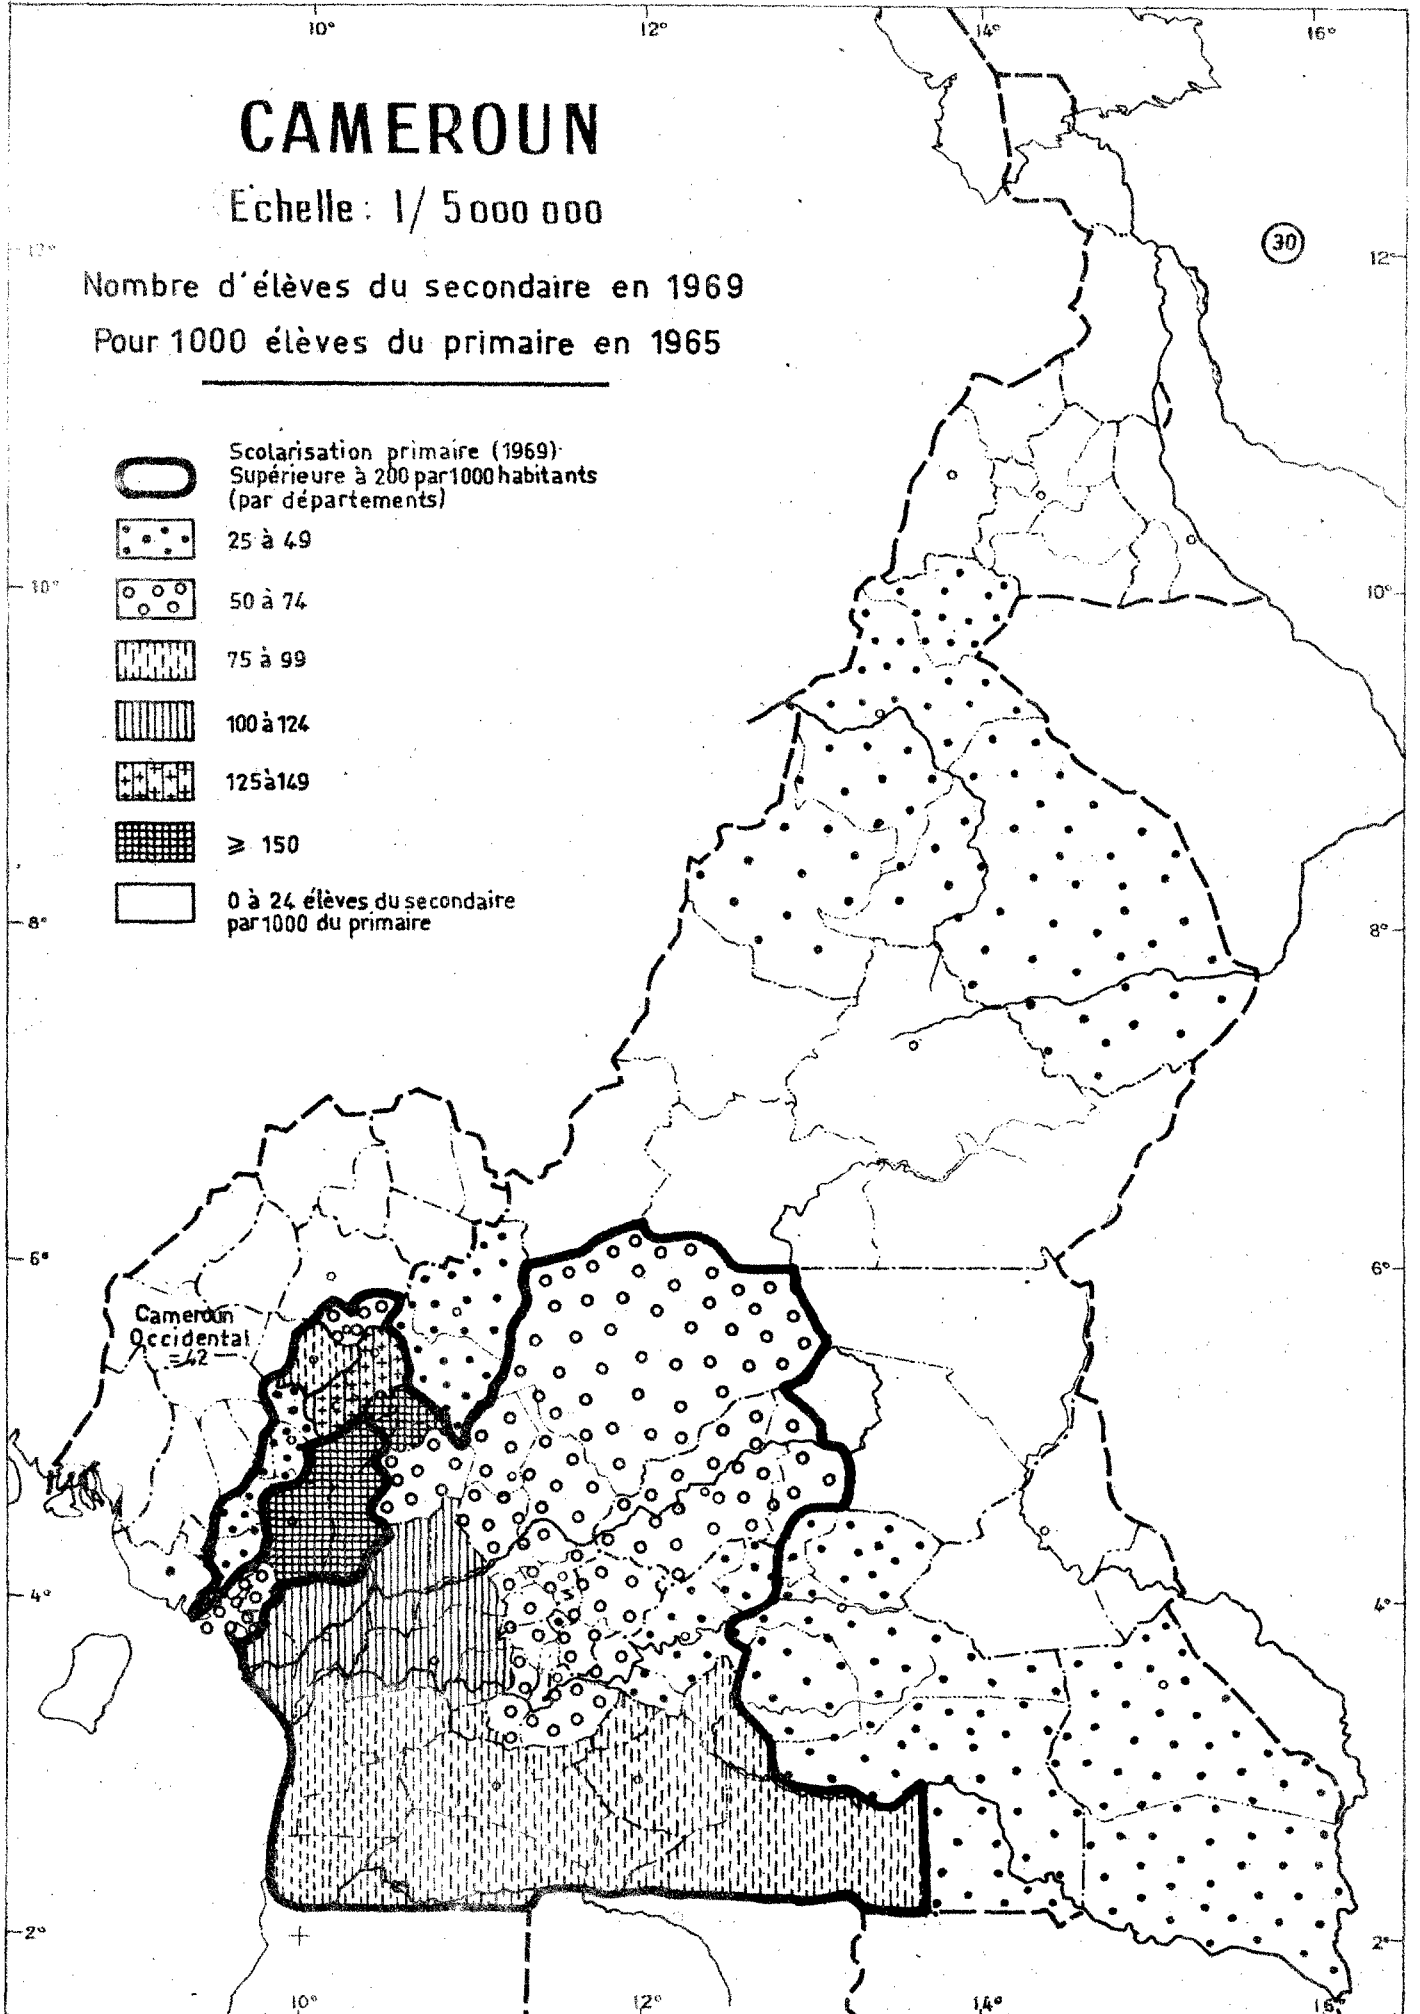 10°
12°
14°
16°
CAMEROUN
Echelle : 1/ 5 000 000
30
12°
12°
Nombre d'élèves du secondaire en 1969
Pour 1000 élèves du primaire en 1965
Scolarisation primaire (1969)
Supérieure à 200 par 1000 habitants
(par départements)
25 à 49
10°
10°
50 à 74
75 à 99
100 à 124
125 à 149
≥ 150
0 à 24 élèves du secondaire
par 1000 du primaire
8°
8°
6°
6°
Cameroun
Occidental
=42
4°
4°
2°
2°
10°
12°
14°
16°